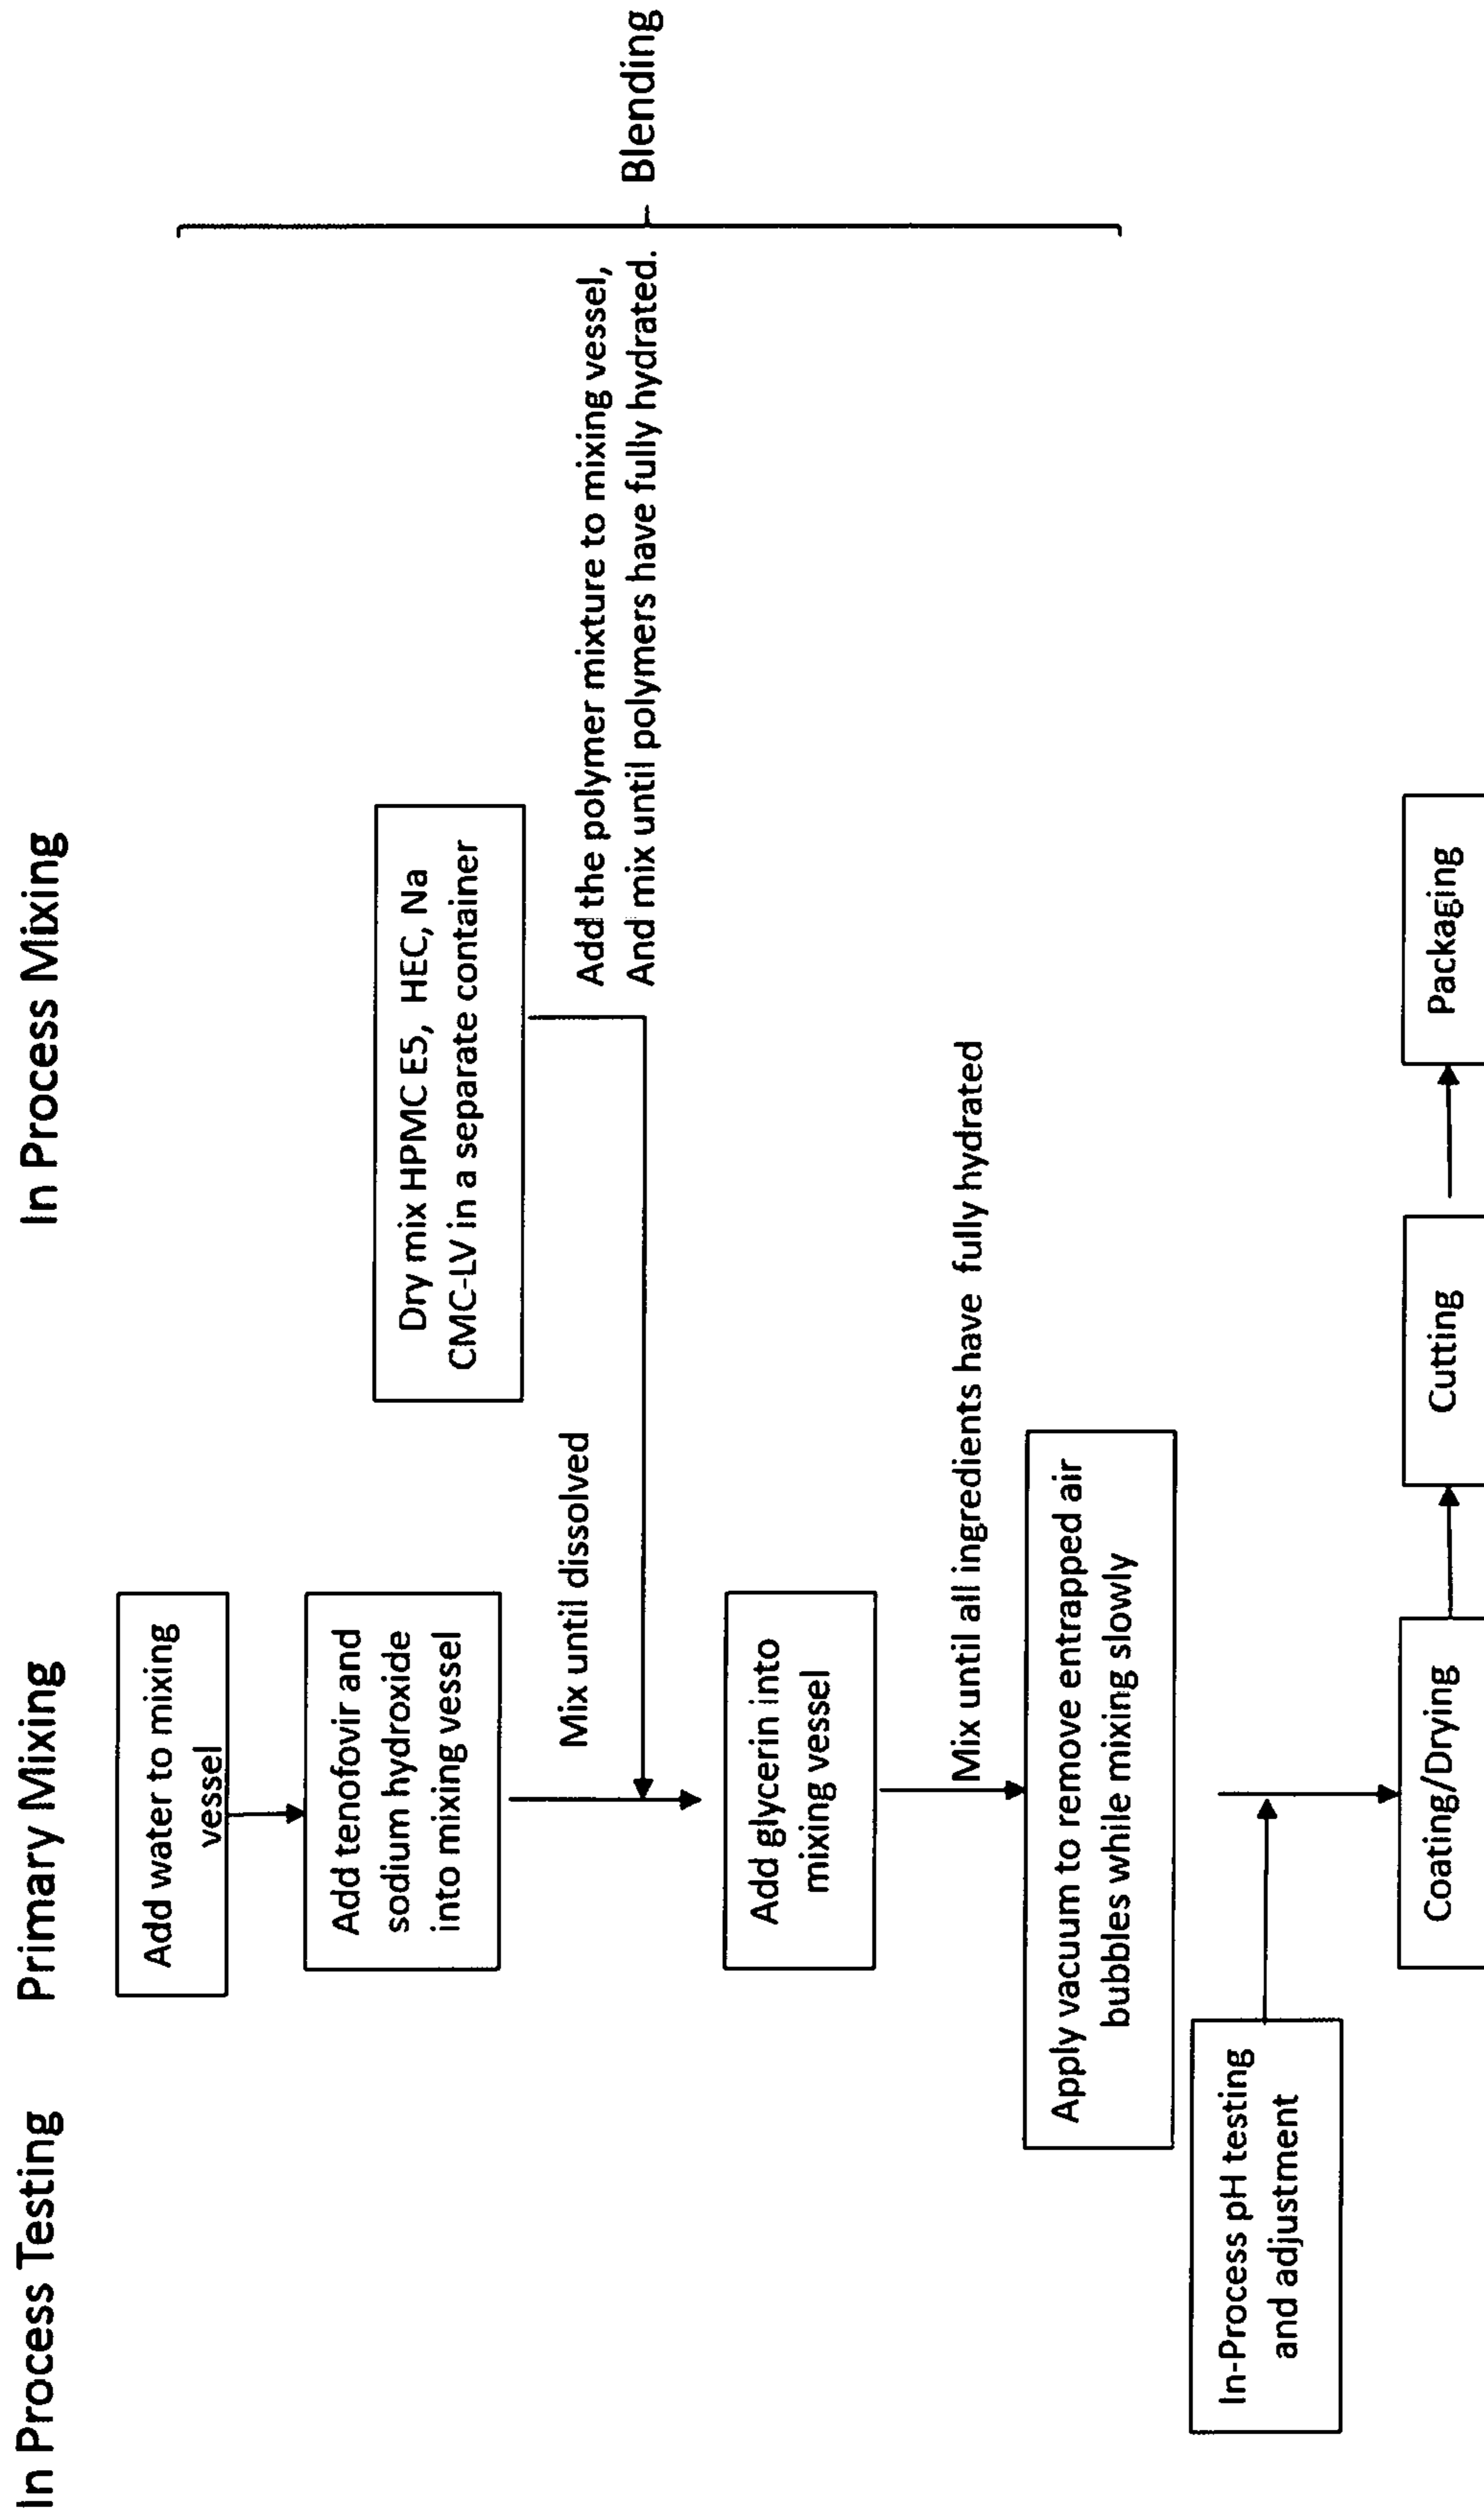 In Process Testing
Primary Mixing
In Process Mixing
Add water to mixing
vessel
Add tenofovir and
sodium hydroxide
into mixing vessel
Dry mix HPMC E5, HEC, Na
CMC-LV in a separate container
Mix until dissolved
Add the polymer mixture to mixing vessel,
And mix until polymers have fully hydrated.
Blending
Add glycerin into
mixing vessel
Mix until all ingredients have fully hydrated
Apply vacuum to remove entrapped air
bubbles while mixing slowly
In-Process pH testing
and adjustment
Coating/Drying
Cutting
Packaging